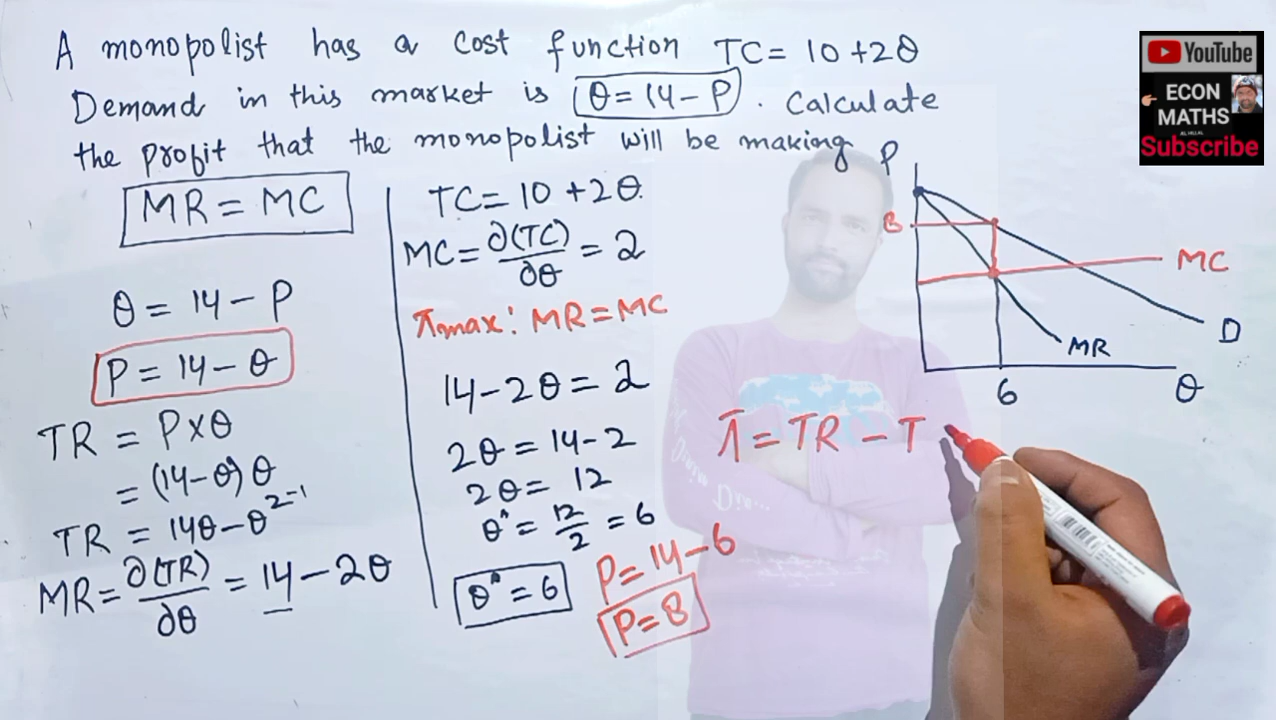 A monopolist has a cost function TC = 10 + 2θ
Demand in this market is θ = 14 - P. Calculate
the profit that the monopolist will be making
MR = MC
θ = 14 - P
P = 14 - θ
TR = P×θ
= (14-θ)θ
TR = 14θ - θ²⁻¹
MR = ∂(TR)/∂θ = 14 - 2θ
TC = 10 + 2θ
MC = ∂(TC)/∂θ = 2
πmax: MR = MC
14 - 2θ = 2
2θ = 14 - 2
2θ = 12
θ* = 12/2 = 6
θ* = 6
P = 14 - 6
P = 8
P
8
MC
D
MR
6
θ
π = TR - T
YouTube
ECON
MATHS
Subscribe